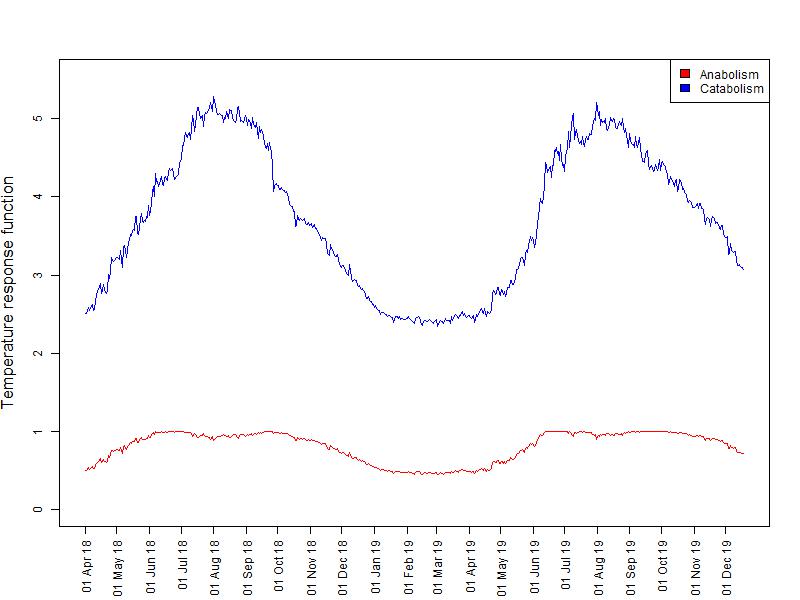 Anabolism
Catabolism
Temperature response function
5
4
3
2
1
0
01 Apr 18
01 May 18
01 Jun 18
01 Jul 18
01 Aug 18
01 Sep 18
01 Oct 18
01 Nov 18
01 Dec 18
01 Jan 19
01 Feb 19
01 Mar 19
01 Apr 19
01 May 19
01 Jun 19
01 Jul 19
01 Aug 19
01 Sep 19
01 Oct 19
01 Nov 19
01 Dec 19